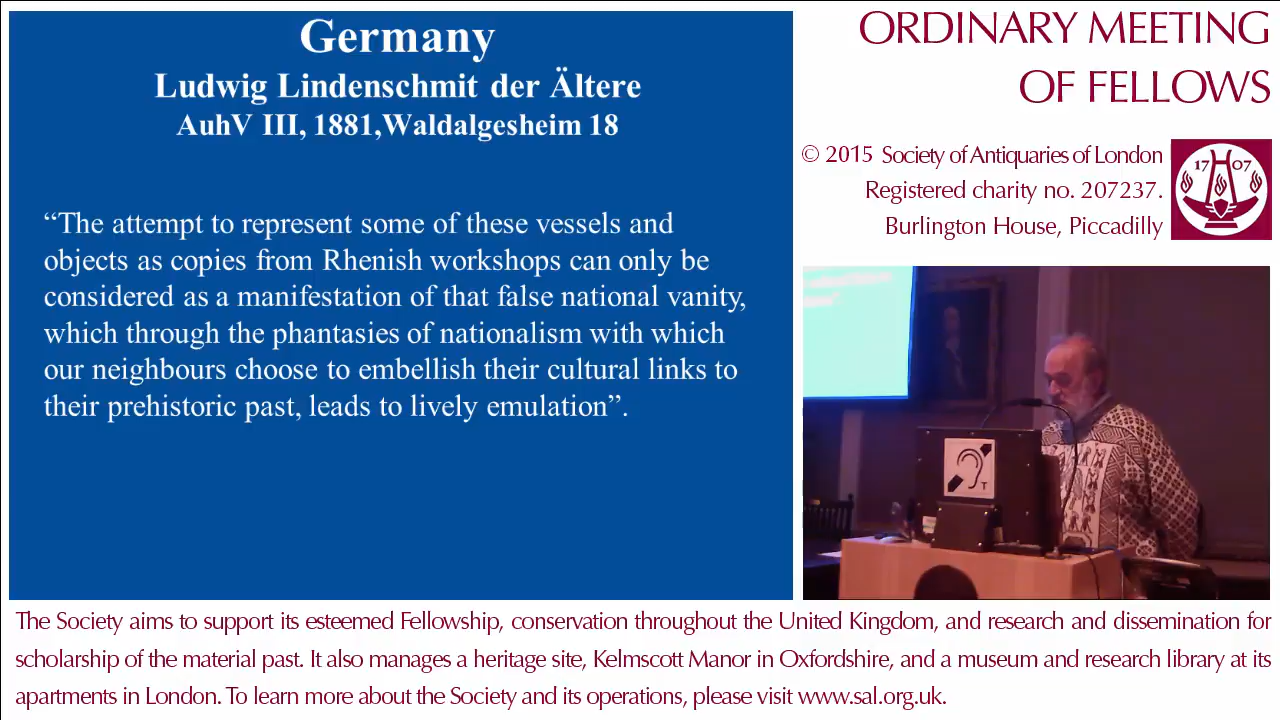 Germany
Ludwig Lindenschmit der Ältere
AuhV III, 1881,Waldalgesheim 18
“The attempt to represent some of these vessels and
objects as copies from Rhenish workshops can only be
considered as a manifestation of that false national vanity,
which through the phantasies of nationalism with which
our neighbours choose to embellish their cultural links to
their prehistoric past, leads to lively emulation”.
ORDINARY MEETING
OF FELLOWS
© 2015 Society of Antiquaries of London
Registered charity no. 207237.
Burlington House, Piccadilly
17 07
T
The Society aims to support its esteemed Fellowship, conservation throughout the United Kingdom, and research and dissemination for
scholarship of the material past. It also manages a heritage site, Kelmscott Manor in Oxfordshire, and a museum and research library at its
apartments in London. To learn more about the Society and its operations, please visit www.sal.org.uk.